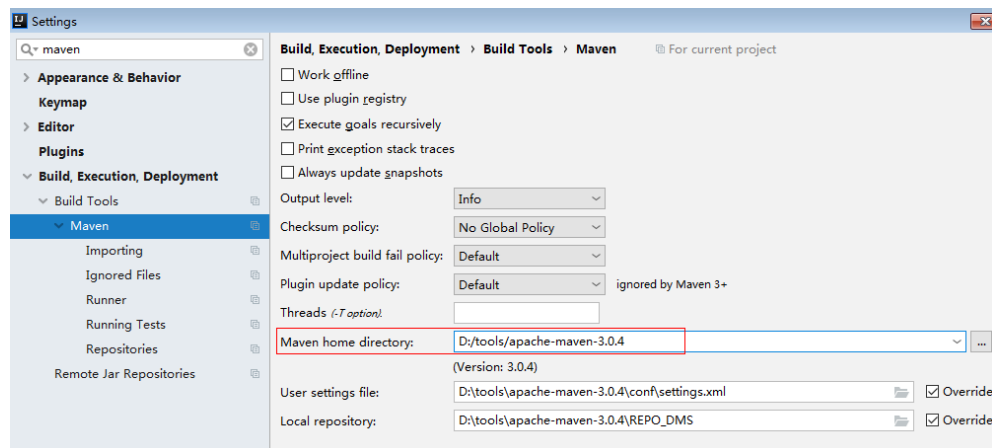 Settings
maven
Appearance & Behavior
Keymap
Editor
Plugins
Build, Execution, Deployment
Build Tools
Maven
Importing
Ignored Files
Runner
Running Tests
Repositories
Remote Jar Repositories
Build, Execution, Deployment › Build Tools › Maven For current project
Work offline
Use plugin registry
Execute goals recursively
Print exception stack traces
Always update snapshots
Output level: Info
Checksum policy: No Global Policy
Multiproject build fail policy: Default
Plugin update policy: Default ignored by Maven 3+
Threads (-T option).
Maven home directory: D:/tools/apache-maven-3.0.4 ...
(Version: 3.0.4)
User settings file: D:\tools\apache-maven-3.0.4\conf\settings.xml Override
Local repository: D:\tools\apache-maven-3.0.4\REPO_DMS Override